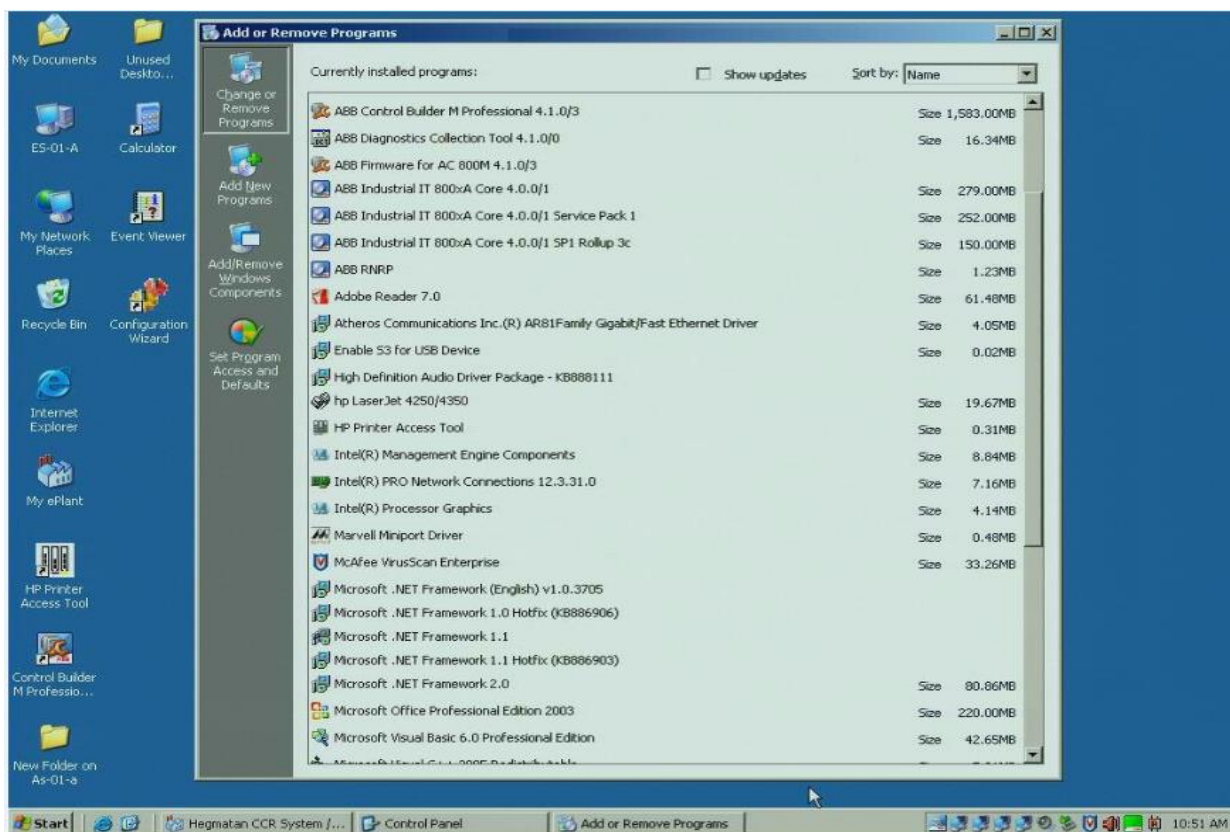 My Documents
Unused
Deskto...
ES-01-A
Calculator
My Network
Places
Event Viewer
Recycle Bin
Configuration
Wizard
Internet
Explorer
My ePlant
HP Printer
Access Tool
Control Builder
M Professio...
New Folder on
As-01-a
Add or Remove Programs
Change or
Remove
Programs
Add New
Programs
Add/Remove
Windows
Components
Set Program
Access and
Defaults
Currently installed programs:
Show updates
Sort by: Name
ABB Control Builder M Professional 4.1.0/3 Size 1,583.00MB
ABB Diagnostics Collection Tool 4.1.0/0 Size 16.34MB
ABB Firmware for AC 800M 4.1.0/3
ABB Industrial IT 800xA Core 4.0.0/1 Size 279.00MB
ABB Industrial IT 800xA Core 4.0.0/1 Service Pack 1 Size 252.00MB
ABB Industrial IT 800xA Core 4.0.0/1 SP1 Rollup 3c Size 150.00MB
ABB RNRP Size 1.23MB
Adobe Reader 7.0 Size 61.48MB
Atheros Communications Inc.(R) AR81Family Gigabit/Fast Ethernet Driver Size 4.05MB
Enable S3 for USB Device Size 0.02MB
High Definition Audio Driver Package - KB888111
hp LaserJet 4250/4350 Size 19.67MB
HP Printer Access Tool Size 0.31MB
Intel(R) Management Engine Components Size 8.84MB
Intel(R) PRO Network Connections 12.3.31.0 Size 7.16MB
Intel(R) Processor Graphics Size 4.14MB
Marvell Miniport Driver Size 0.48MB
McAfee VirusScan Enterprise Size 33.26MB
Microsoft .NET Framework (English) v1.0.3705
Microsoft .NET Framework 1.0 Hotfix (KB886906)
Microsoft .NET Framework 1.1
Microsoft .NET Framework 1.1 Hotfix (KB886903)
Microsoft .NET Framework 2.0 Size 80.86MB
Microsoft Office Professional Edition 2003 Size 220.00MB
Microsoft Visual Basic 6.0 Professional Edition Size 42.65MB
Start
Hegmatan CCR System /...
Control Panel
Add or Remove Programs
10:51 AM